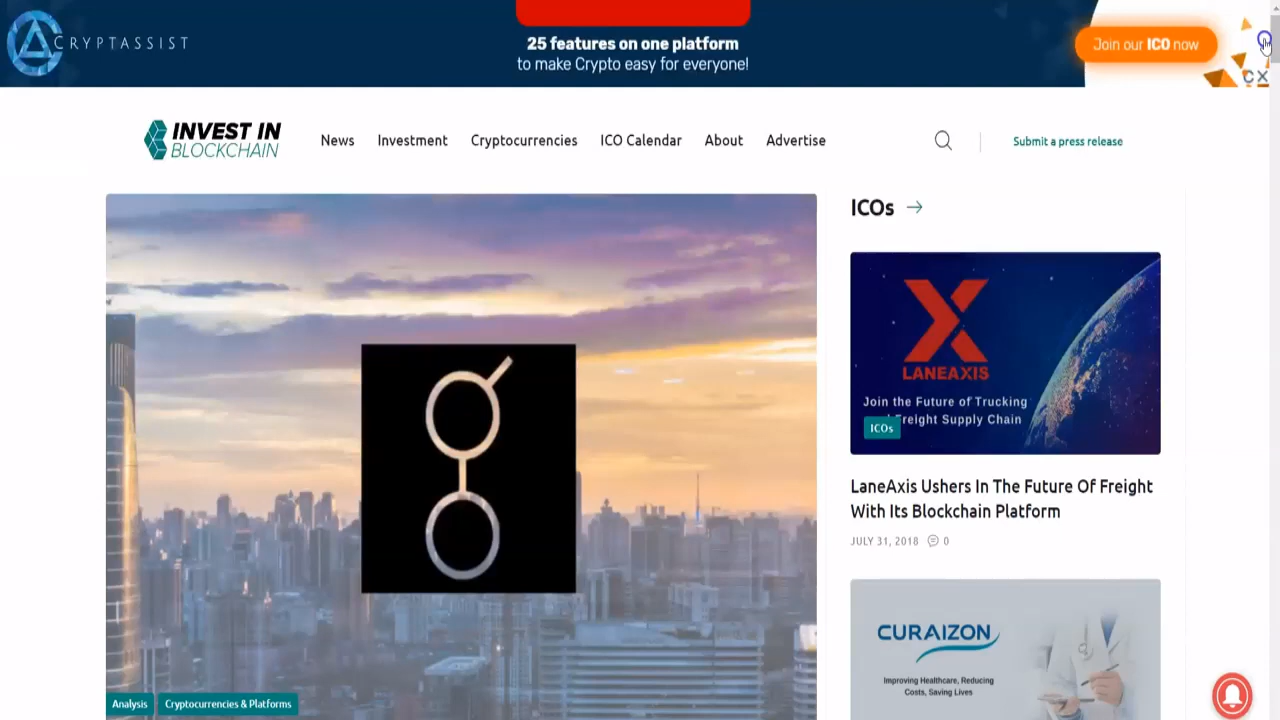 CRYPTASSIST
25 features on one platform
to make Crypto easy for everyone!
Join our ICO now
CX
INVEST IN
BLOCKCHAIN
News Investment Cryptocurrencies ICO Calendar About Advertise
Submit a press release
ICOs
LANEAXIS
Join the Future of Trucking
Freight Supply Chain
ICOs
LaneAxis Ushers In The Future Of Freight
With Its Blockchain Platform
JULY 31, 2018 0
CURAIZON
Improving Healthcare, Reducing
Costs, Saving Lives
Analysis Cryptocurrencies & Platforms